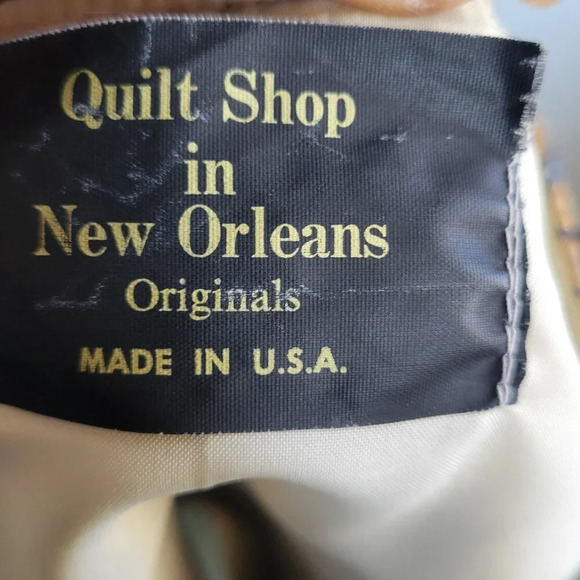 Quilt Shop
in
New Orleans
Originals
MADE IN U.S.A.